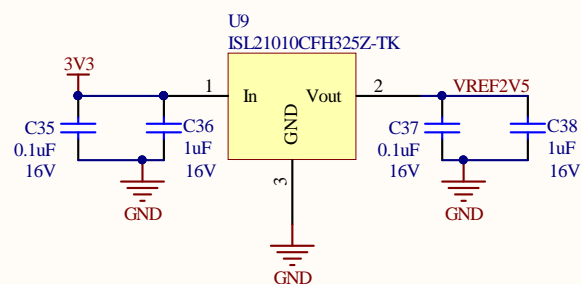 U9
ISL21010CFH325Z-TK
3V3
1
In
Vout
2
VREF2V5
GND
3
C35
0.1uF
16V
C36
1uF
16V
GND
C37
0.1uF
16V
C38
1uF
16V
GND
GND